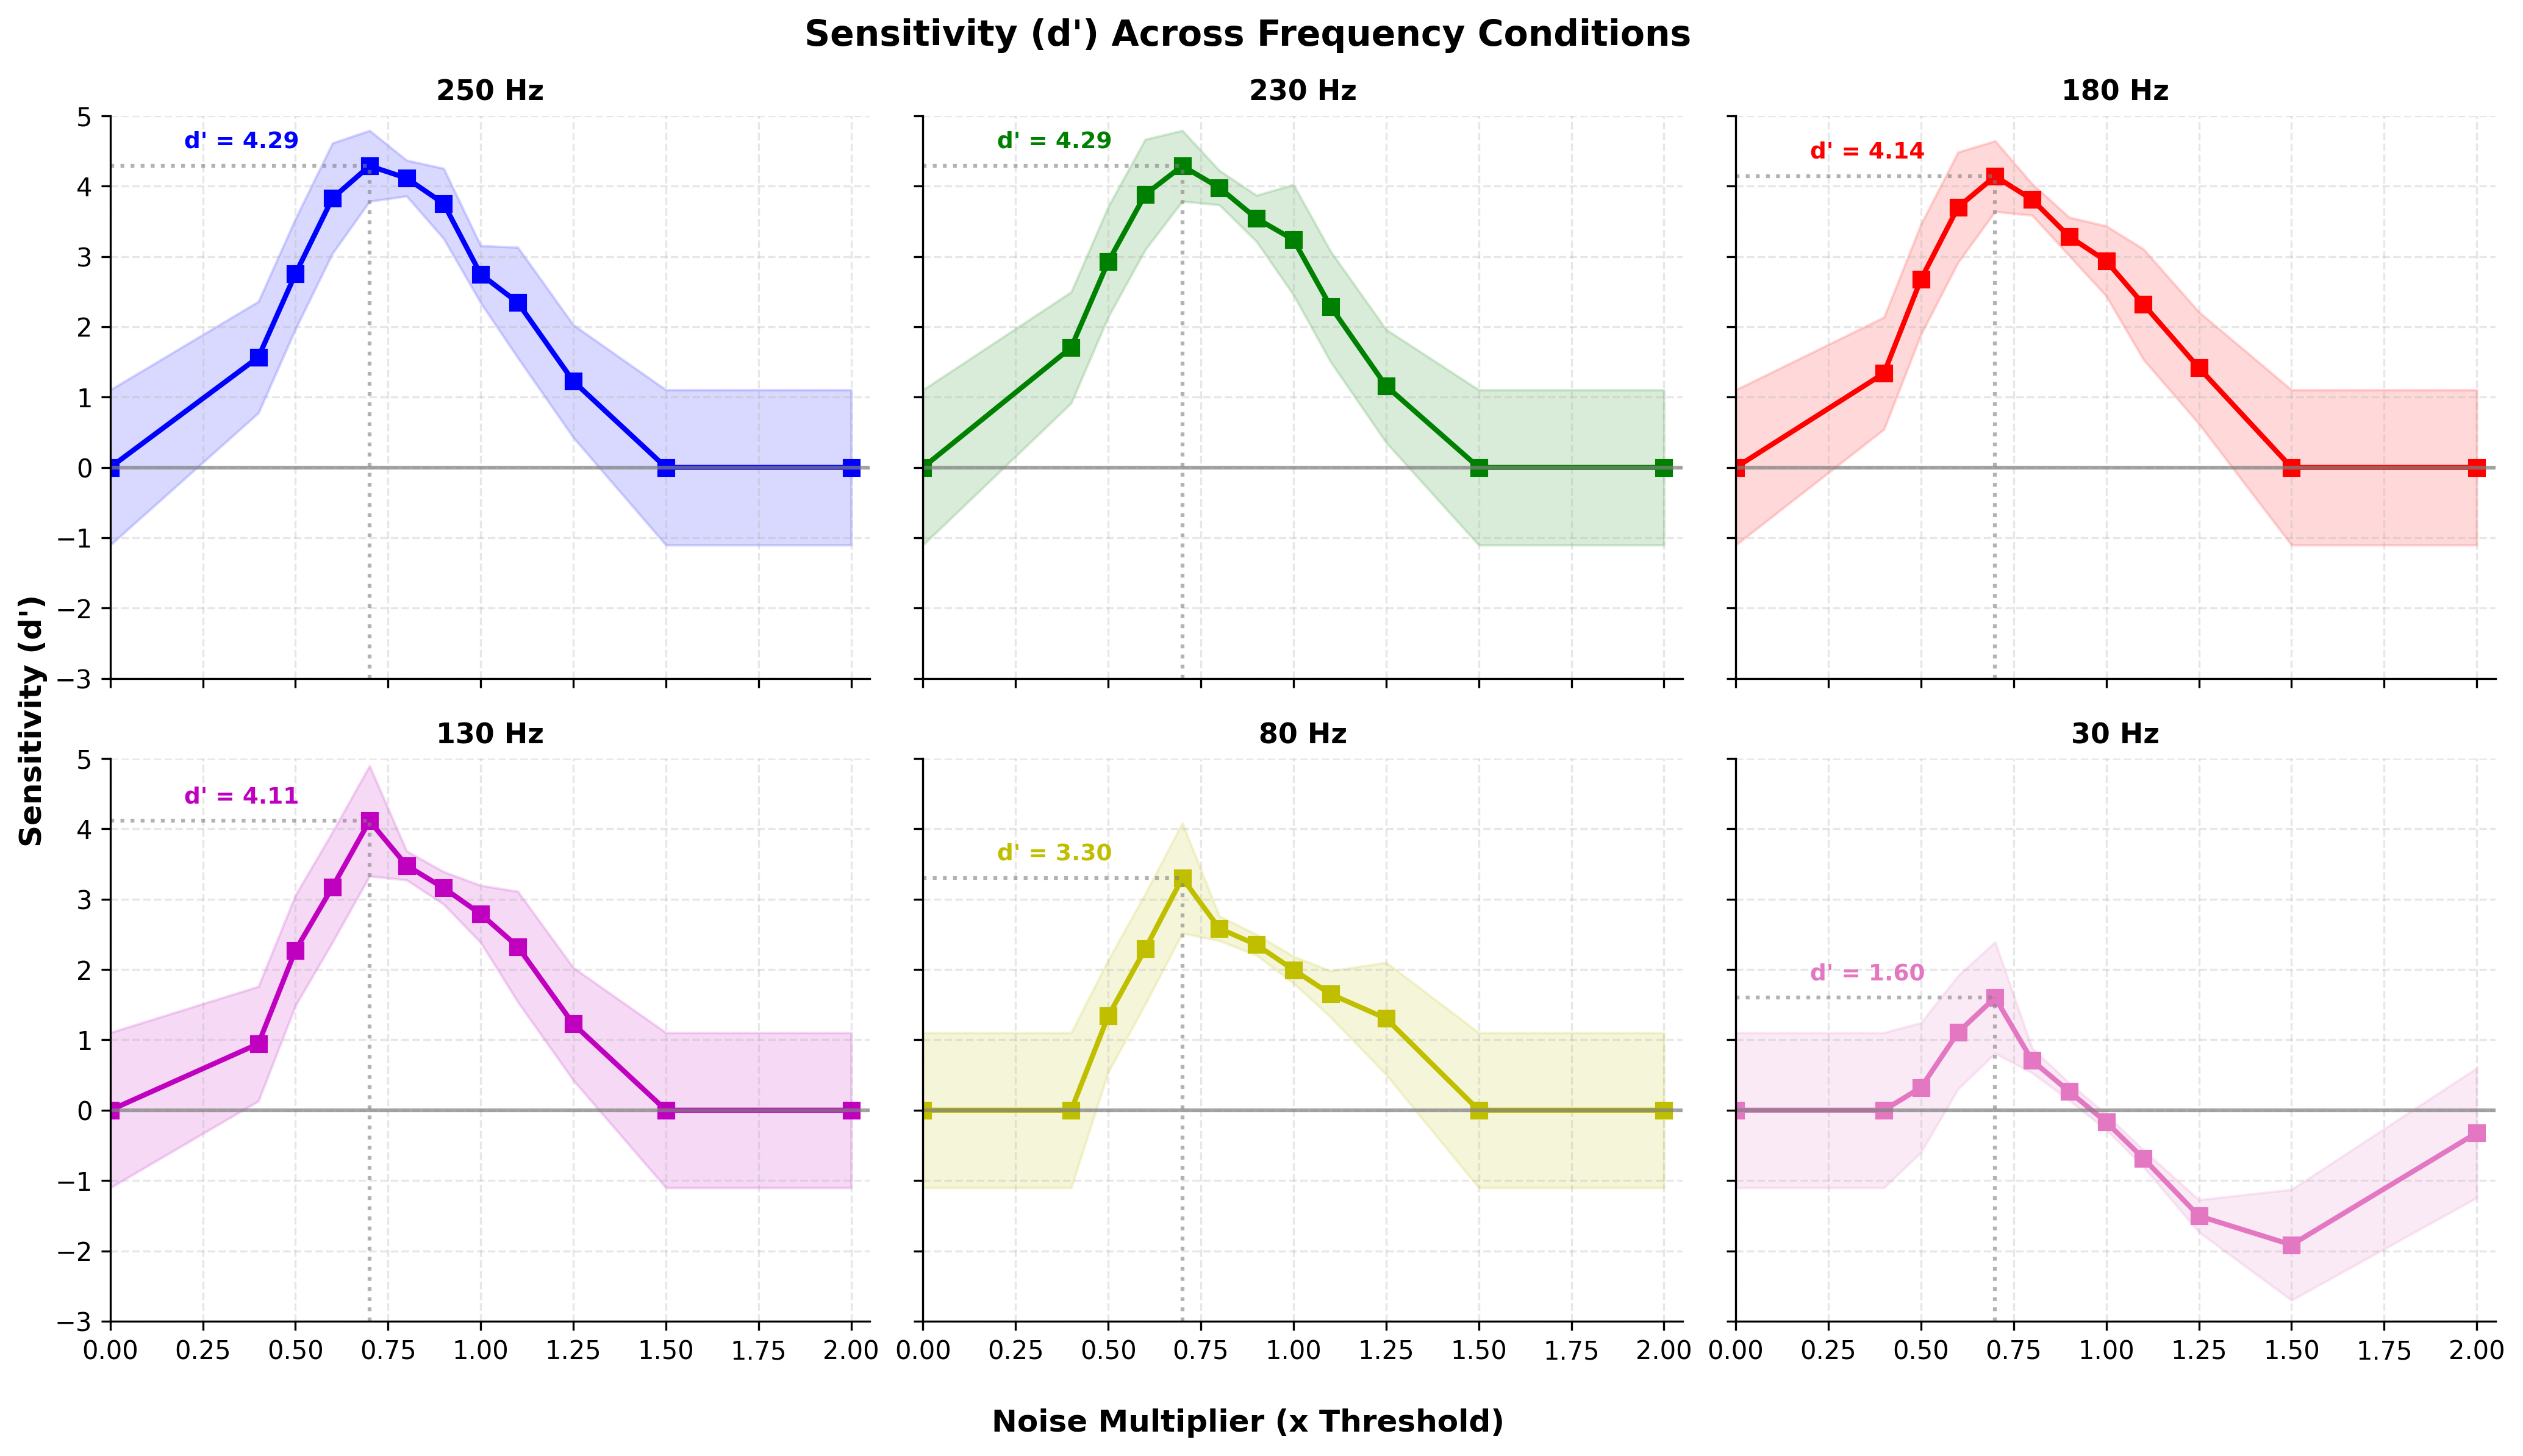 Sensitivity (d') Across Frequency Conditions
250 Hz
230 Hz
180 Hz
5
4
3
2
1
0
−1
−2
−3
d' = 4.29
d' = 4.29
d' = 4.14
Sensitivity (d')
130 Hz
80 Hz
30 Hz
5
4
3
2
1
0
−1
−2
−3
d' = 4.11
d' = 3.30
d' = 1.60
0.00 0.25 0.50 0.75 1.00 1.25 1.50 1.75 2.00
0.00 0.25 0.50 0.75 1.00 1.25 1.50 1.75 2.00
0.00 0.25 0.50 0.75 1.00 1.25 1.50 1.75 2.00
Noise Multiplier (x Threshold)